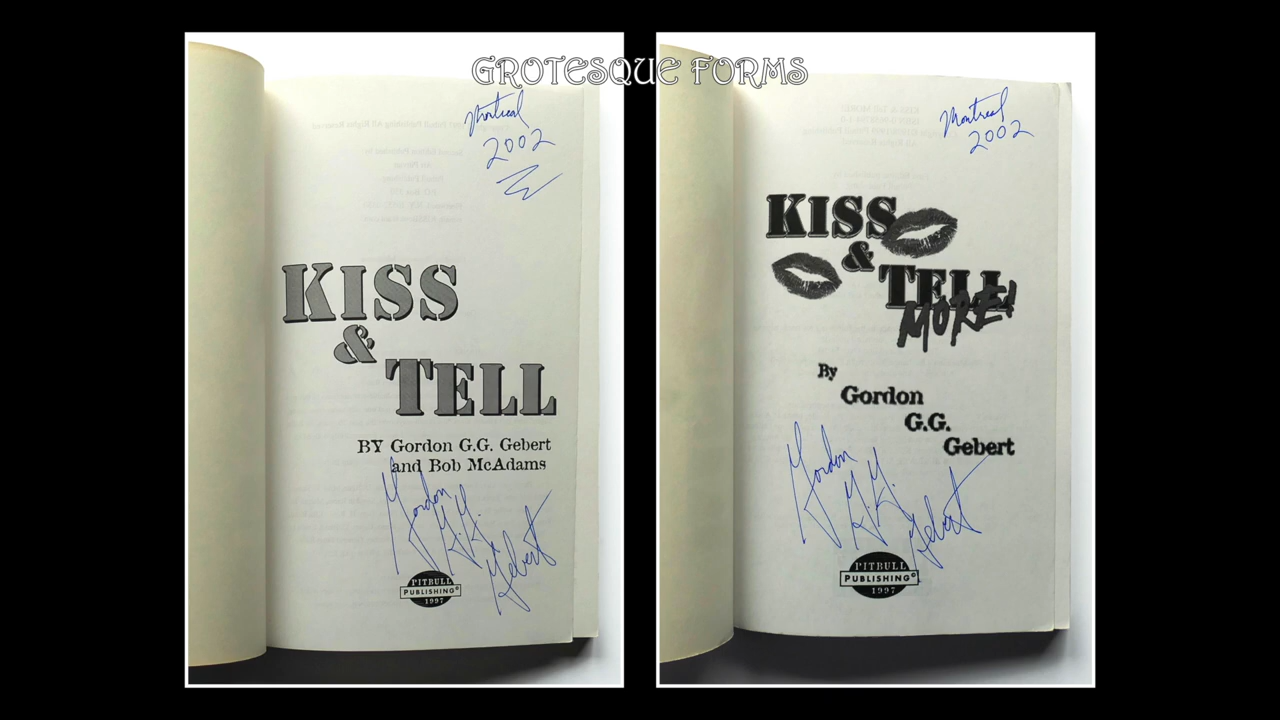 GROTESQUE FORMS
Montreal
2002
KISS
&
TELL
BY Gordon G.G. Gebert
and Bob McAdams
Gordon
G.G.
Gebert
PITBULL
PUBLISHING©
1997
Montreal
2002
KISS
&
TELL
MORE!
By
Gordon
G.G.
Gebert
Gordon
G.G.
Gebert
PITBULL
PUBLISHING©
1997